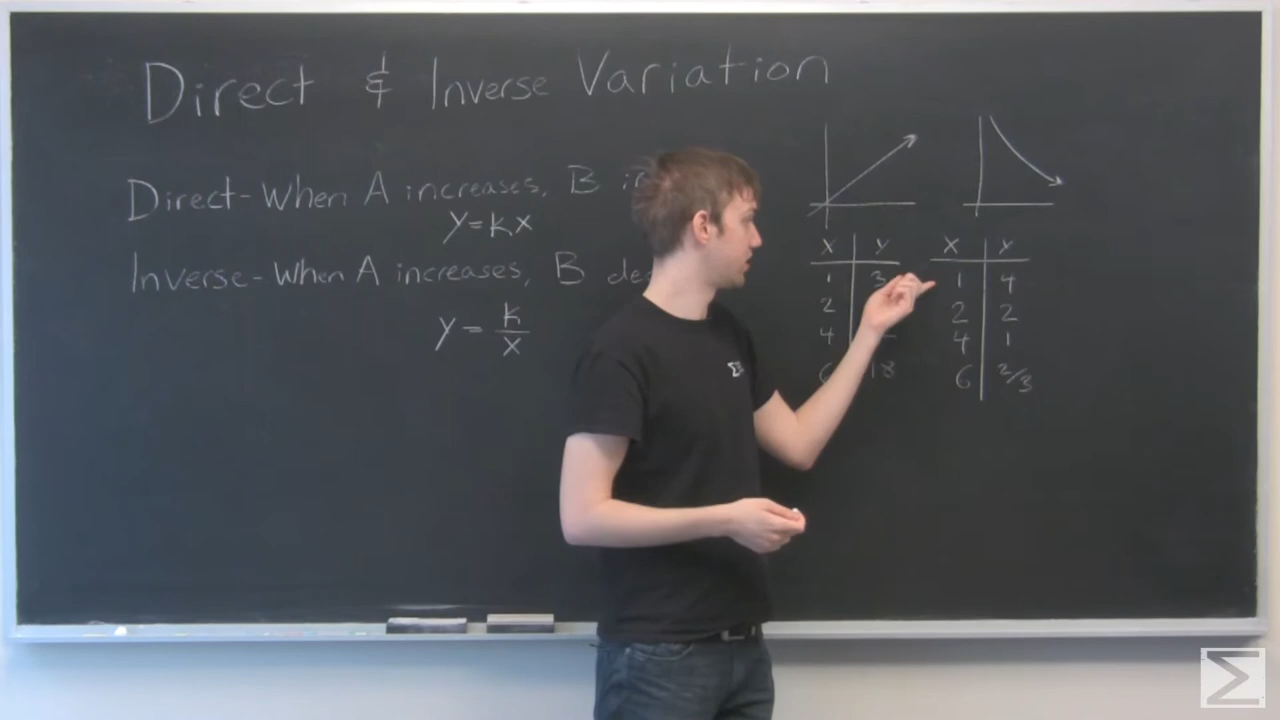 Direct & Inverse Variation
Direct - When A increases, B
y = kx
Inverse - When A increases, B
y = k/x
x y
1 3
2
4
6 18
x y
1 4
2 2
4 1
6 2/3
Σ